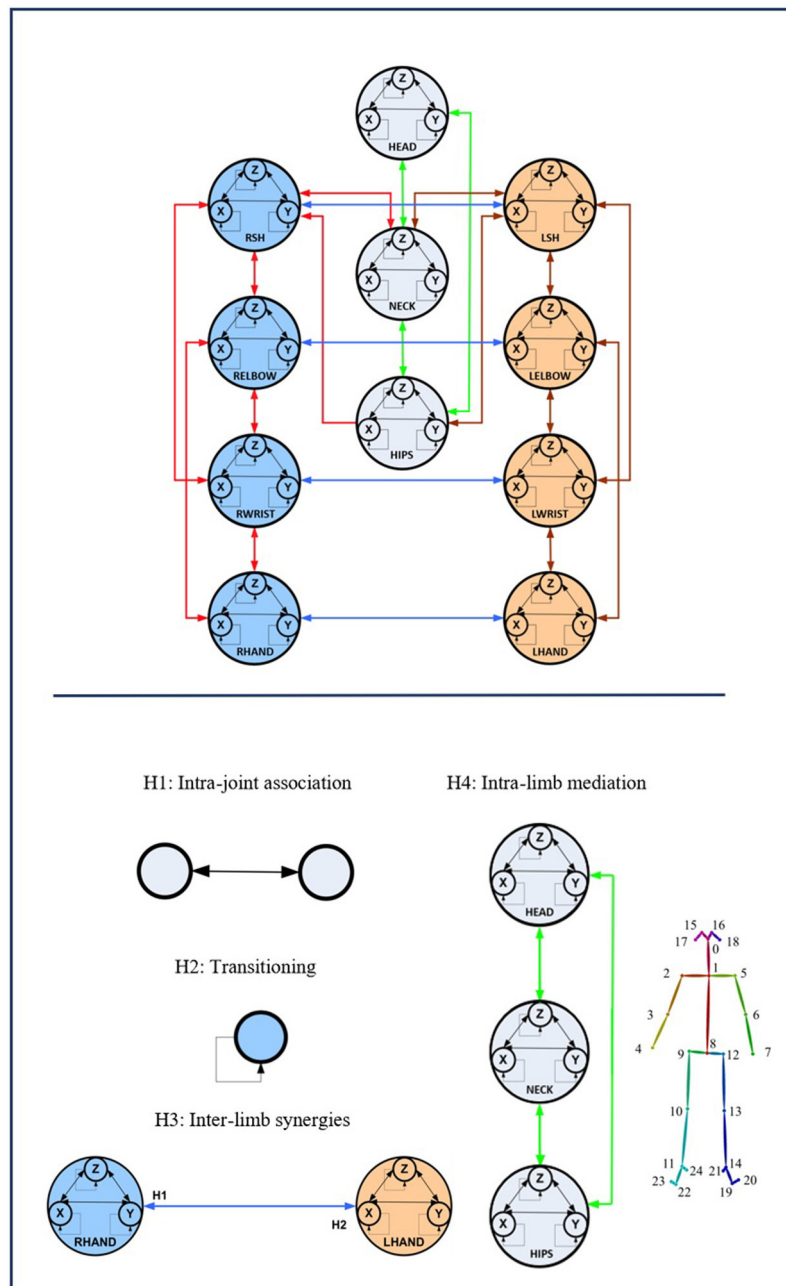 Z
X Y
HEAD
Z
X Y
RSH
Z
X Y
LSH
Z
X Y
NECK
Z
X Y
RELBOW
Z
X Y
LELBOW
Z
X Y
HIPS
Z
X Y
RWRIST
Z
X Y
LWRIST
Z
X Y
RHAND
Z
X Y
LHAND
H1: Intra-joint association
H2: Transitioning
H3: Inter-limb synergies
Z
X Y
RHAND
H1
H2
Z
X Y
LHAND
H4: Intra-limb mediation
Z
X Y
HEAD
Z
X Y
NECK
Z
X Y
HIPS
15 16
17 0 18
2 1 5
3 6
4 7
9 8 12
10 13
11 24 21 14
23 22 19 20